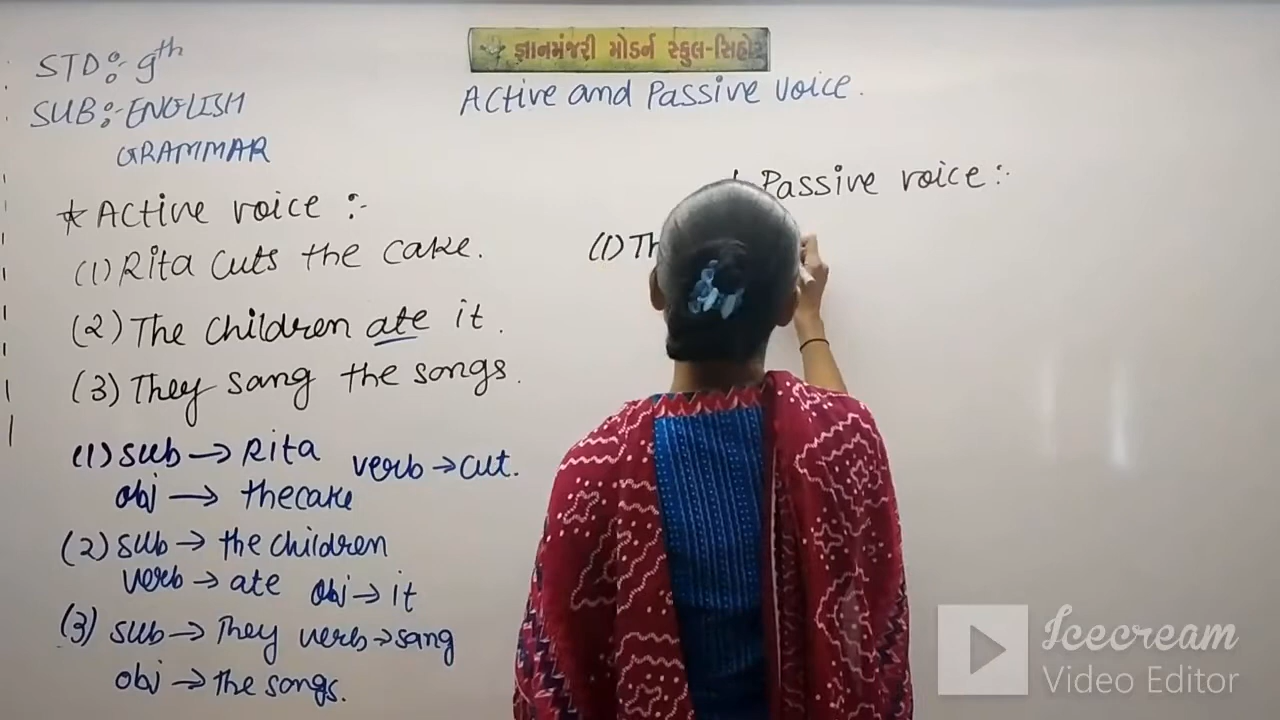 જ્ઞાનમંજરી મોડર્ન સ્કુલ-સિહોર
STD:- 9th
SUB:-ENGLISH
GRAMMAR
Active and Passive voice.
* Active voice :-
(1) Rita cuts the cake.
(2) The children ate it.
(3) They sang the songs.
(1) sub → Rita verb → cut.
obj → the cake
(2) sub → the children
verb → ate obj → it
(3) sub → They verb → sang
obj → the songs.
Passive voice :-
(1) Th
Icecream
Video Editor